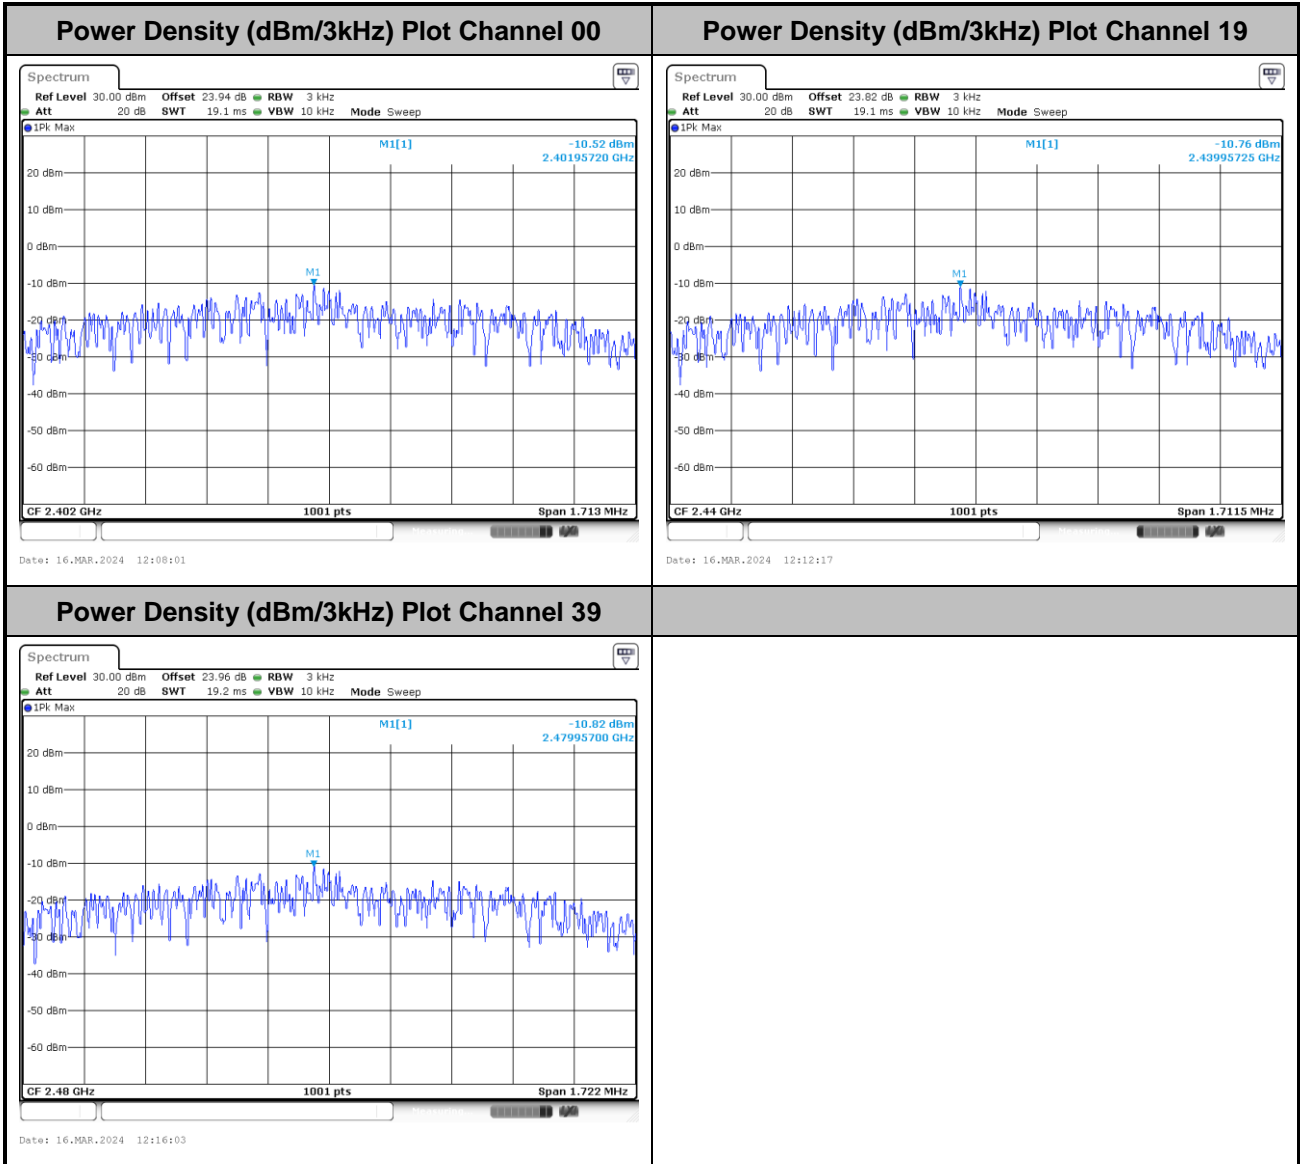 Power Density (dBm/3kHz) Plot Channel 00
Spectrum
Ref Level 30.00 dBm Offset 23.94 dB RBW 3 kHz
Att 20 dB SWT 19.1 ms VBW 10 kHz Mode Sweep
1Pk Max
M1[1] -10.52 dBm
2.40195720 GHz
20 dBm
10 dBm
0 dBm
M1
-10 dBm
-20 dBm
-30 dBm
-40 dBm
-50 dBm
-60 dBm
CF 2.402 GHz 1001 pts Span 1.713 MHz
Date: 16.MAR.2024 12:08:01
Power Density (dBm/3kHz) Plot Channel 19
Spectrum
Ref Level 30.00 dBm Offset 23.82 dB RBW 3 kHz
Att 20 dB SWT 19.1 ms VBW 10 kHz Mode Sweep
1Pk Max
M1[1] -10.76 dBm
2.43995725 GHz
20 dBm
10 dBm
0 dBm
M1
-10 dBm
-20 dBm
-30 dBm
-40 dBm
-50 dBm
-60 dBm
CF 2.44 GHz 1001 pts Span 1.7115 MHz
Date: 16.MAR.2024 12:12:17
Power Density (dBm/3kHz) Plot Channel 39
Spectrum
Ref Level 30.00 dBm Offset 23.96 dB RBW 3 kHz
Att 20 dB SWT 19.2 ms VBW 10 kHz Mode Sweep
1Pk Max
M1[1] -10.82 dBm
2.47995700 GHz
20 dBm
10 dBm
0 dBm
M1
-10 dBm
-20 dBm
-30 dBm
-40 dBm
-50 dBm
-60 dBm
CF 2.48 GHz 1001 pts Span 1.722 MHz
Date: 16.MAR.2024 12:16:03